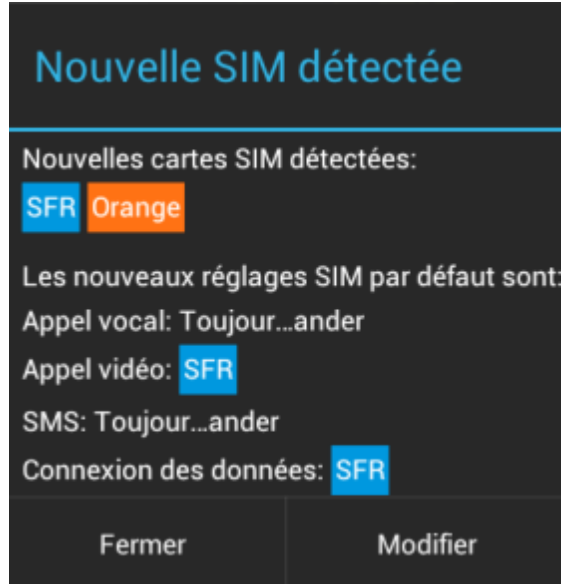 Nouvelle SIM détectée
Nouvelles cartes SIM détectées:
SFR Orange
Les nouveaux réglages SIM par défaut sont:
Appel vocal: Toujour...ander
Appel vidéo: SFR
SMS: Toujour...ander
Connexion des données: SFR
Fermer Modifier